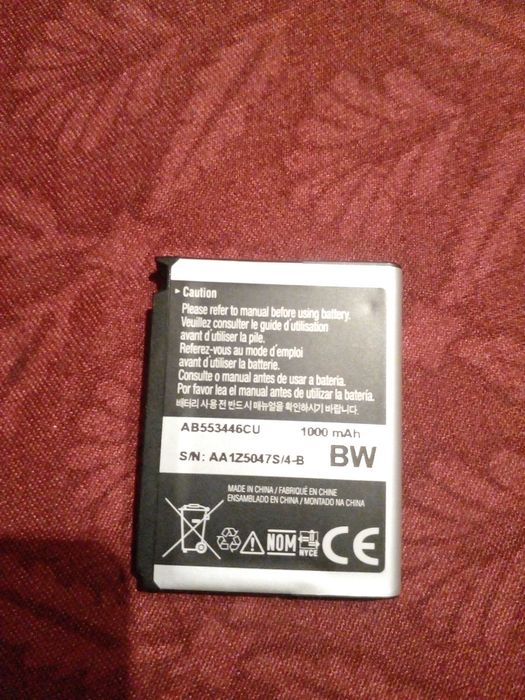 ▸ Caution
Please refer to manual before using battery.
Veuillez consulter le guide d'utilisation
avant d'utiliser la pile.
Referez-vous au mode d'emploi
avant d'utiliser la batterie.
Consulte o manual antes de usar a bateria.
Por favor lea el manual antes de utilizar la batería.
배터리 사용 전 반드시 매뉴얼을 확인하시기 바랍니다.
AB553446CU 1000 mAh
S/N: AA1Z5047S/4-B BW
MADE IN CHINA / FABRIQUÉ EN CHINE
ENSAMBLADO EN CHINA / MONTADO NA CHINA
NOM NYCE CE